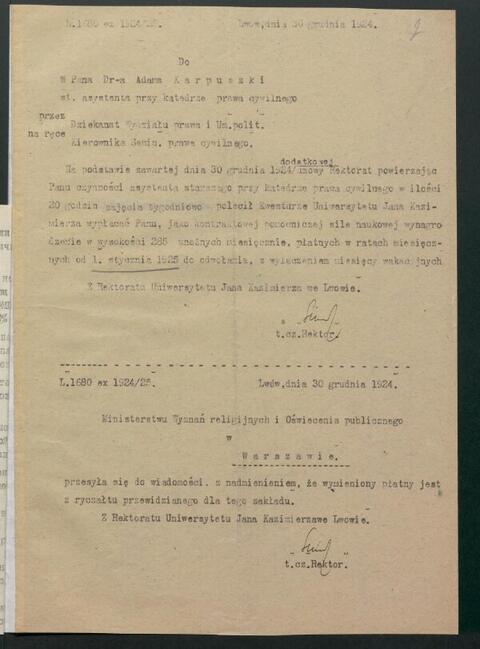 L.1680 ex 1924/25. Lwów,dnia 30 grudnia 1924.
2
Do
W Pana Dr-a Adama Karpuszki
st. asystenta przy katedrze prawa cywilnego
przez
Dziekanat Wydziału prawa i Um.polit.
na ręce
Kierownika Semin. prawa cywilnego.
dodatkowej
Na podstawie zawartej dnia 30 grudnia 1924/umowy Rektorat powierzając
Panu czynności asystenta starszego przy katedrze prawa cywilnego w ilości
20 godzin zajęcia tygodniowo polecił Kwesturze Uniwersytetu Jana Kazi-
mierza wypłacać Panu, jako kontraktowej pomocniczej sile naukowej wynagro
dzenie w wysokości 285 mnożnych miesięcznie, płatnych w ratach miesięcz-
nych od 1. stycznia 1925 do odwołania, z wyłączeniem miesięcy wakacyjnych
Z Rektoratu Uniwersytetu Jana Kazimierza we Lwowie.
t.cz.Rektor.
L.1680 ex 1924/25. Lwów,dnia 30 grudnia 1924.
Ministerstwu Wyznań religijnych i Oświecenia publicznego
w
Warszawie.
przesyła się do wiadomości. z nadmienieniem, że wymieniony płatny jest
z ryczałtu przewidzianego dla tego zakładu.
Z Rektoratu Uniwersytetu Jana Kazimierzawe Lwowie.
t.cz.Rektor.